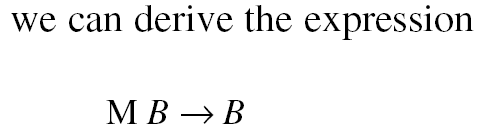 we can derive the expression
M B → B